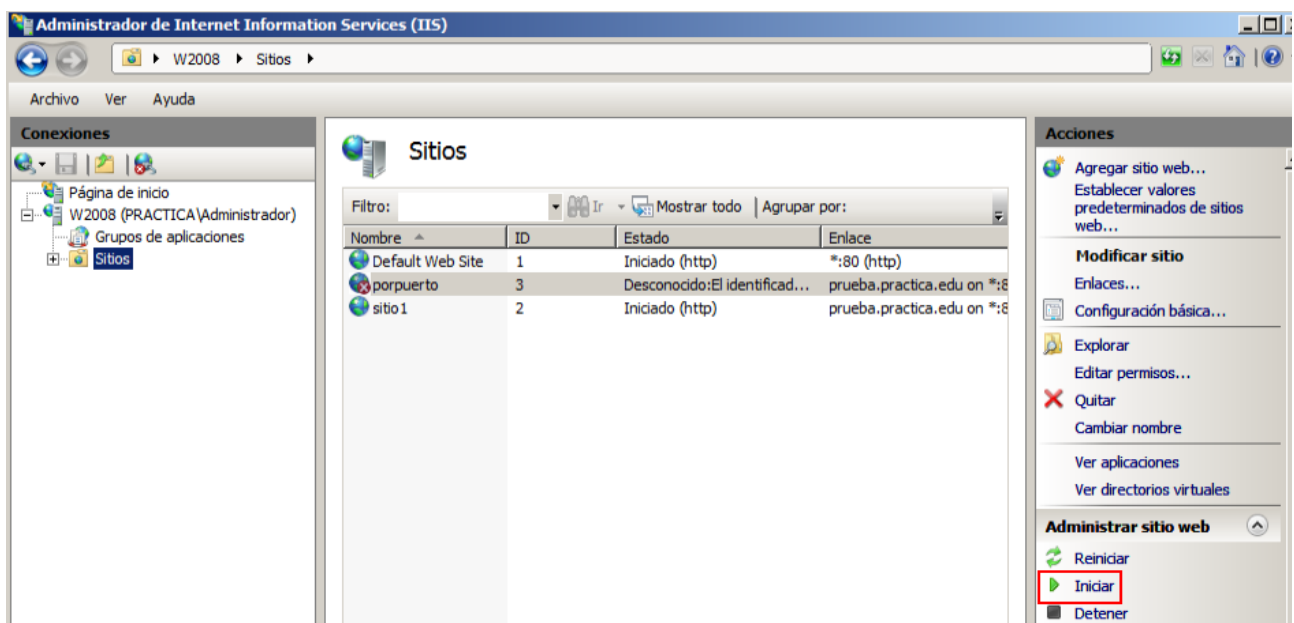 Administrador de Internet Information Services (IIS)
W2008 Sitios
Archivo Ver Ayuda
Conexiones
Página de inicio
W2008 (PRACTICA\Administrador)
Grupos de aplicaciones
Sitios
Sitios
Filtro: Ir Mostrar todo Agrupar por:
Nombre ID Estado Enlace
Default Web Site 1 Iniciado (http) *:80 (http)
porpuerto 3 Desconocido:El identificad... prueba.practica.edu on *:8
sitio1 2 Iniciado (http) prueba.practica.edu on *:8
Acciones
Agregar sitio web...
Establecer valores
predeterminados de sitios
web...
Modificar sitio
Enlaces...
Configuración básica...
Explorar
Editar permisos...
Quitar
Cambiar nombre
Ver aplicaciones
Ver directorios virtuales
Administrar sitio web
Reiniciar
Iniciar
Detener